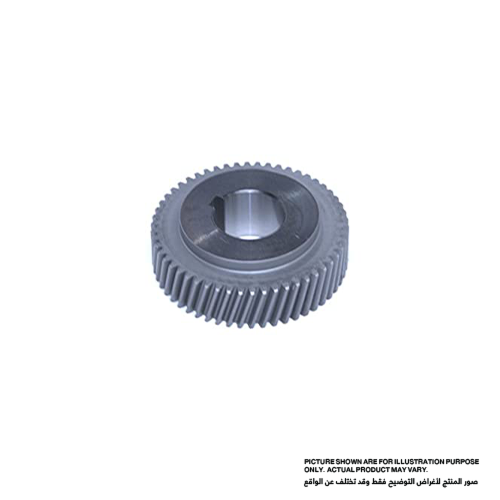 PICTURE SHOWN ARE FOR ILLUSTRATION PURPOSE
ONLY. ACTUAL PRODUCT MAY VARY.
صور المنتج لأغراض التوضيح فقط وقد تختلف عن الواقع